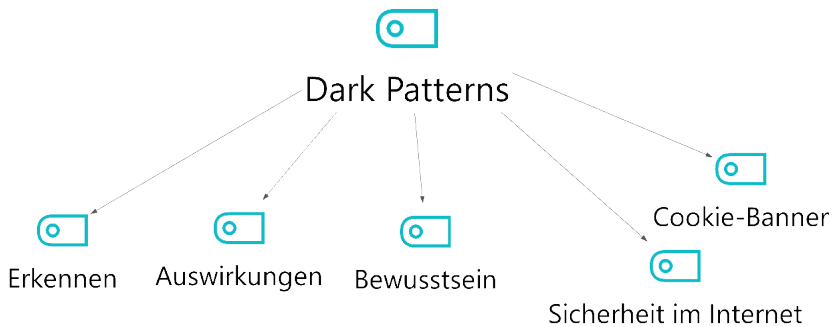 Dark Patterns
Erkennen
Auswirkungen
Bewusstsein
Sicherheit im Internet
Cookie-Banner